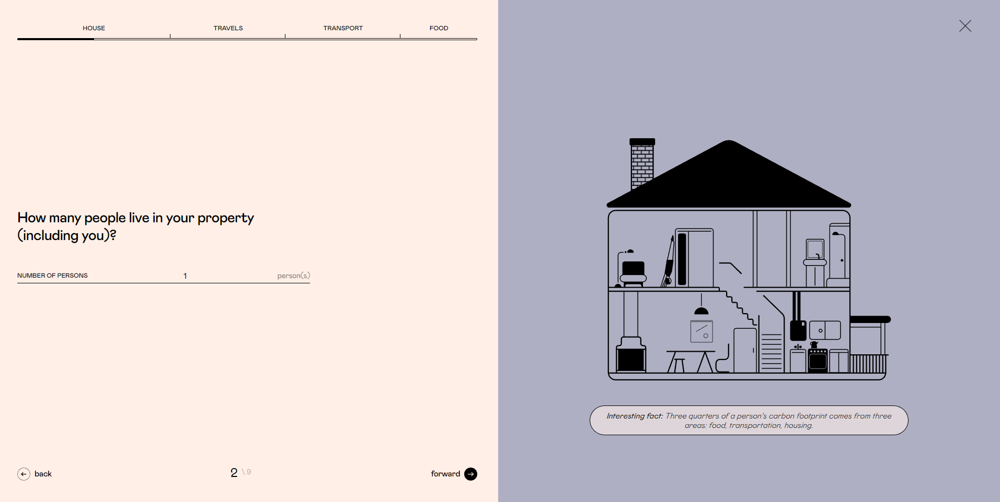 HOUSE TRAVELS TRANSPORT FOOD
How many people live in your property
(including you)?
NUMBER OF PERSONS 1 person(s)
back 2 \ 9 forward
Interesting fact: Three quarters of a person's carbon footprint comes from three
areas: food, transportation, housing.